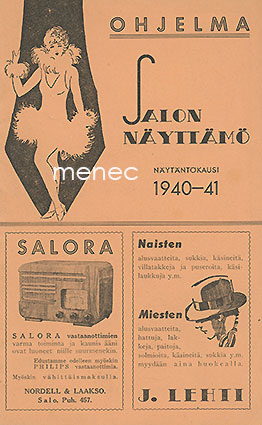 OHJELMA
SALON
NÄYTTÄMÖ
NÄYTÄNTÖKAUSI
1940—41
menec
SALORA
SALORA vastaanottimien
varma toiminta ja kaunis ääni
ovat luoneet niille suurmenekin.
Edustamme edelleen myöskin
PHILIPS vastaanottimia.
Myöskin vähittäismaksulla.
NORDELL & LAAKSO.
Salo. Puh. 457.
Naisten
alusvaatteita, sukkia, käsineitä,
villatakkeja ja puseroita, käsi-
laukkuja y.m.
Miesten
alusvaatteita,
hattuja, lak-
keja, paitoja,
solmioita, käsineitä, sukkia y.m.
myydään aina huokealla.
J. LEHTI